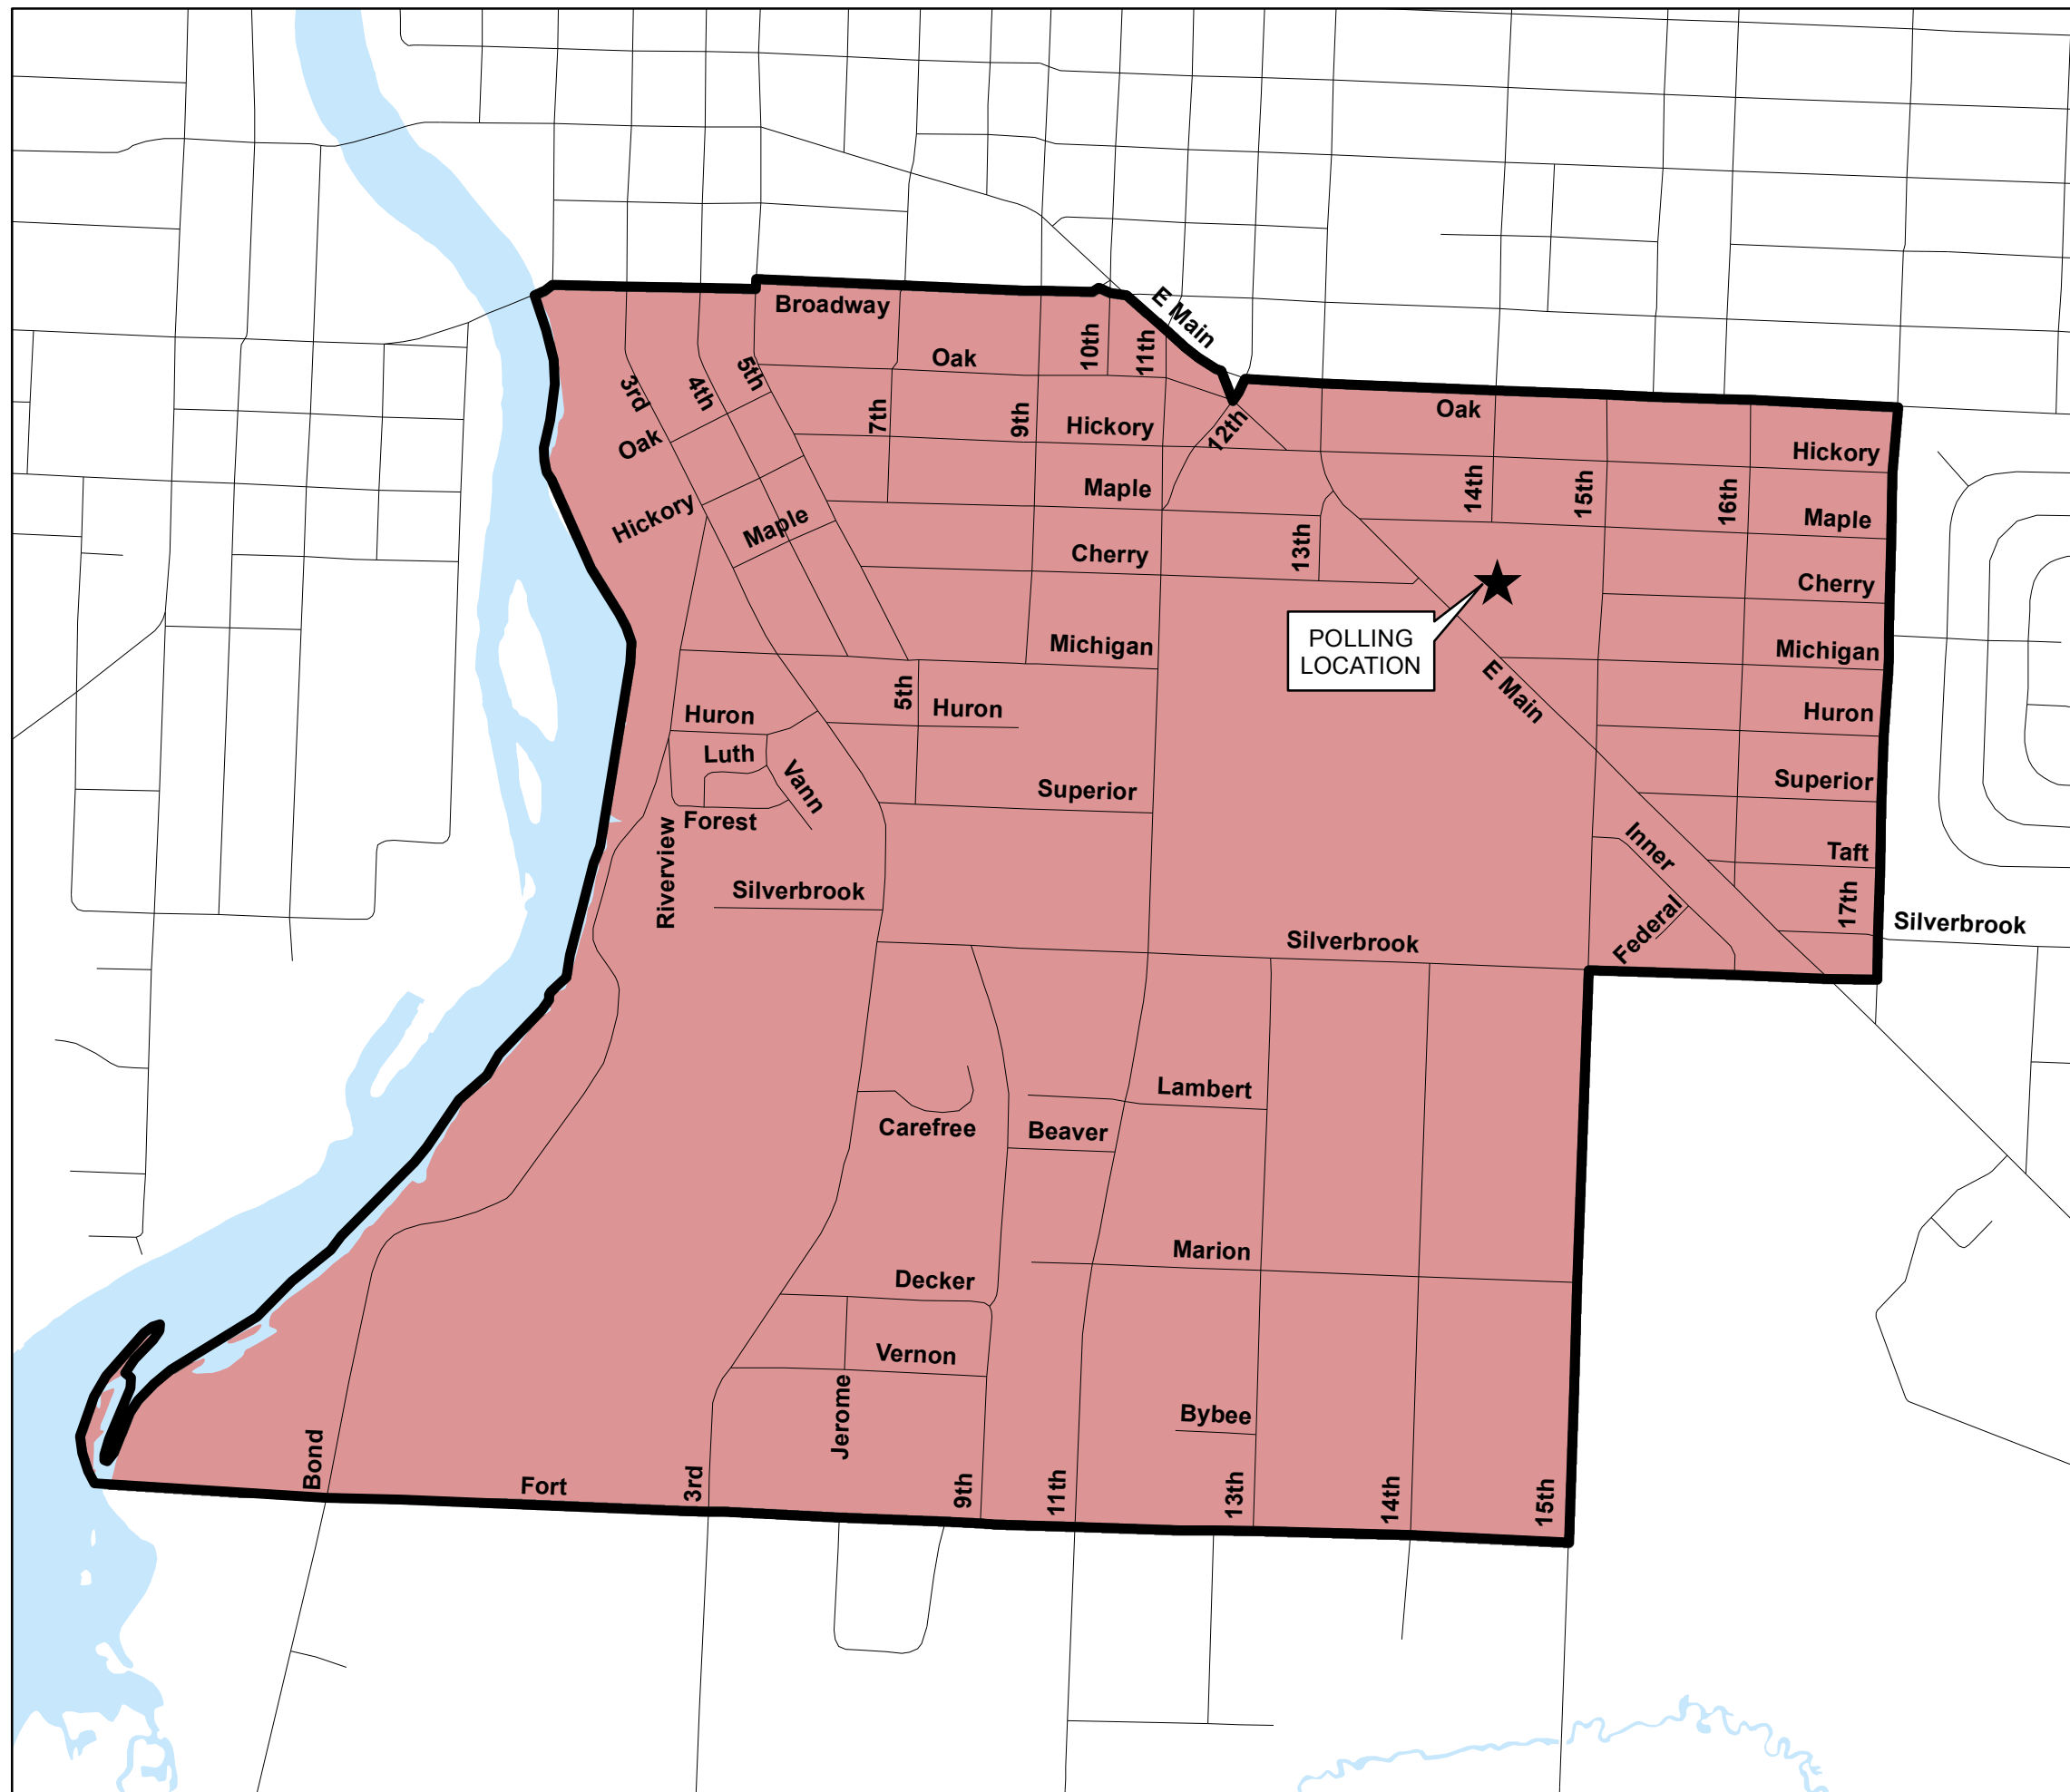 Broadway
E Main
10th
11th
Oak
5th
4th
3rd
7th
9th
Oak
Hickory
12th
Oak
Hickory
14th
15th
16th
Hickory
Maple
Maple
Maple
Cherry
13th
Cherry
POLLING
LOCATION
Michigan
Michigan
E Main
5th
Huron
Huron
Huron
Luth
Vann
Superior
Superior
Forest
Riverview
Inner
Taft
Silverbrook
17th
Federal
Silverbrook
Silverbrook
Lambert
Carefree
Beaver
Marion
Decker
Vernon
Jerome
Bybee
Bond
Fort
3rd
9th
11th
13th
14th
15th